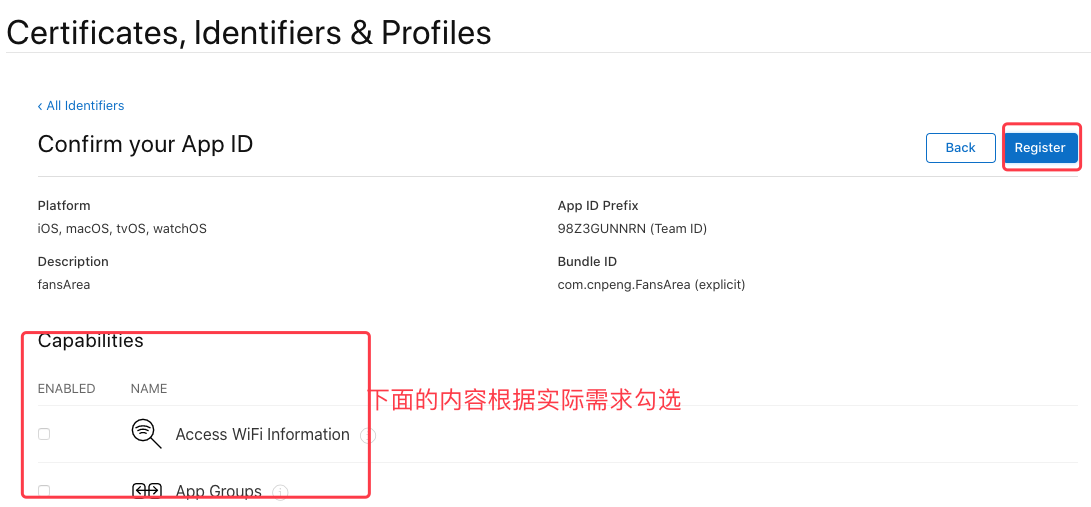 Certificates, Identifiers & Profiles
‹ All Identifiers
Confirm your App ID
Back
Register
Platform
iOS, macOS, tvOS, watchOS
App ID Prefix
98Z3GUNNRN (Team ID)
Description
fansArea
Bundle ID
com.cnpeng.FansArea (explicit)
Capabilities
ENABLED
NAME
下面的内容根据实际需求勾选
Access WiFi Information
App Groups